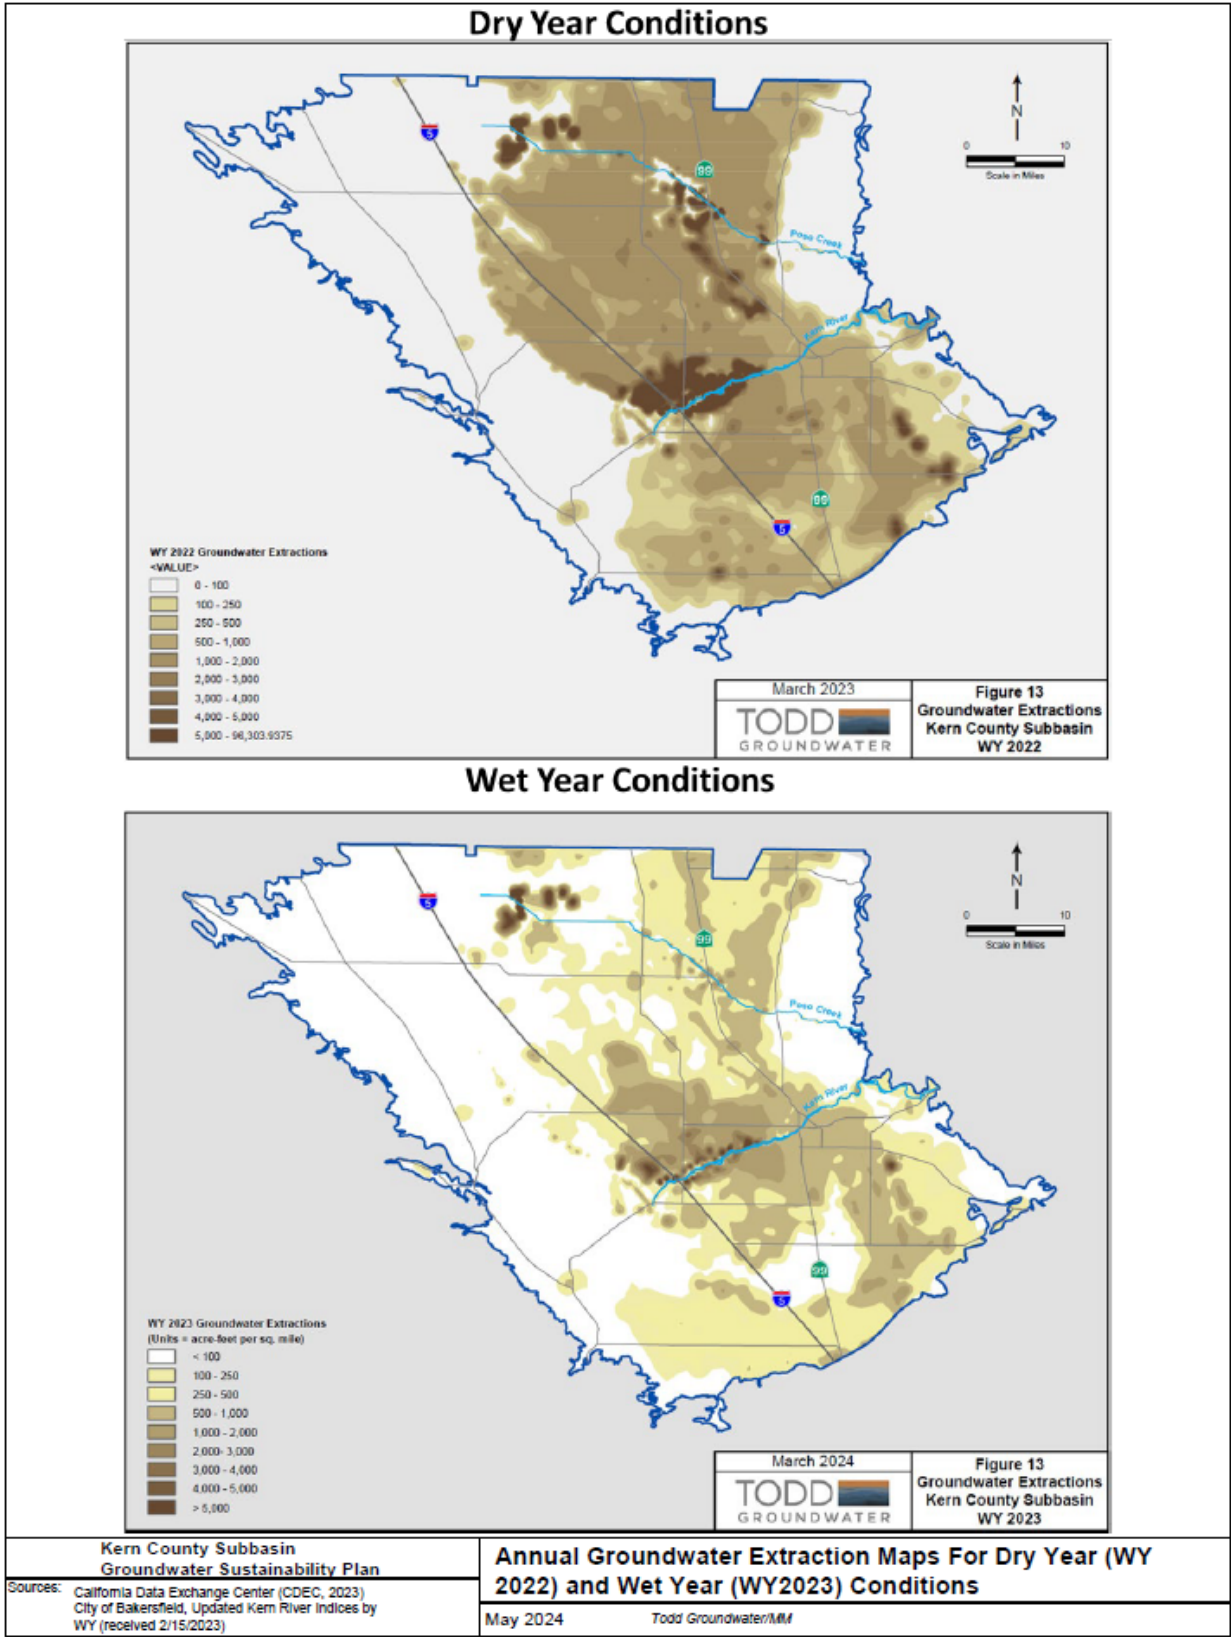 Dry Year Conditions
N
0 10
Scale in Miles
5
99
Poso Creek
Kern River
99
5
WY 2022 Groundwater Extractions
<VALUE>
0 - 100
100 - 250
250 - 500
500 - 1,000
1,000 - 2,000
2,000 - 3,000
3,000 - 4,000
4,000 - 5,000
5,000 - 96,303.9375
March 2023
TODD
GROUNDWATER
Figure 13
Groundwater Extractions
Kern County Subbasin
WY 2022
Wet Year Conditions
N
0 10
Scale in Miles
5
99
Poso Creek
Kern River
99
5
WY 2023 Groundwater Extractions
(Units = acre-feet per sq. mile)
< 100
100 - 250
250 - 500
500 - 1,000
1,000 - 2,000
2,000- 3,000
3,000 - 4,000
4,000 - 5,000
> 5,000
March 2024
TODD
GROUNDWATER
Figure 13
Groundwater Extractions
Kern County Subbasin
WY 2023
Kern County Subbasin
Groundwater Sustainability Plan
Sources: California Data Exchange Center (CDEC, 2023)
City of Bakersfield, Updated Kern River Indices by
WY (received 2/15/2023)
Annual Groundwater Extraction Maps For Dry Year (WY
2022) and Wet Year (WY2023) Conditions
May 2024 Todd Groundwater/MM